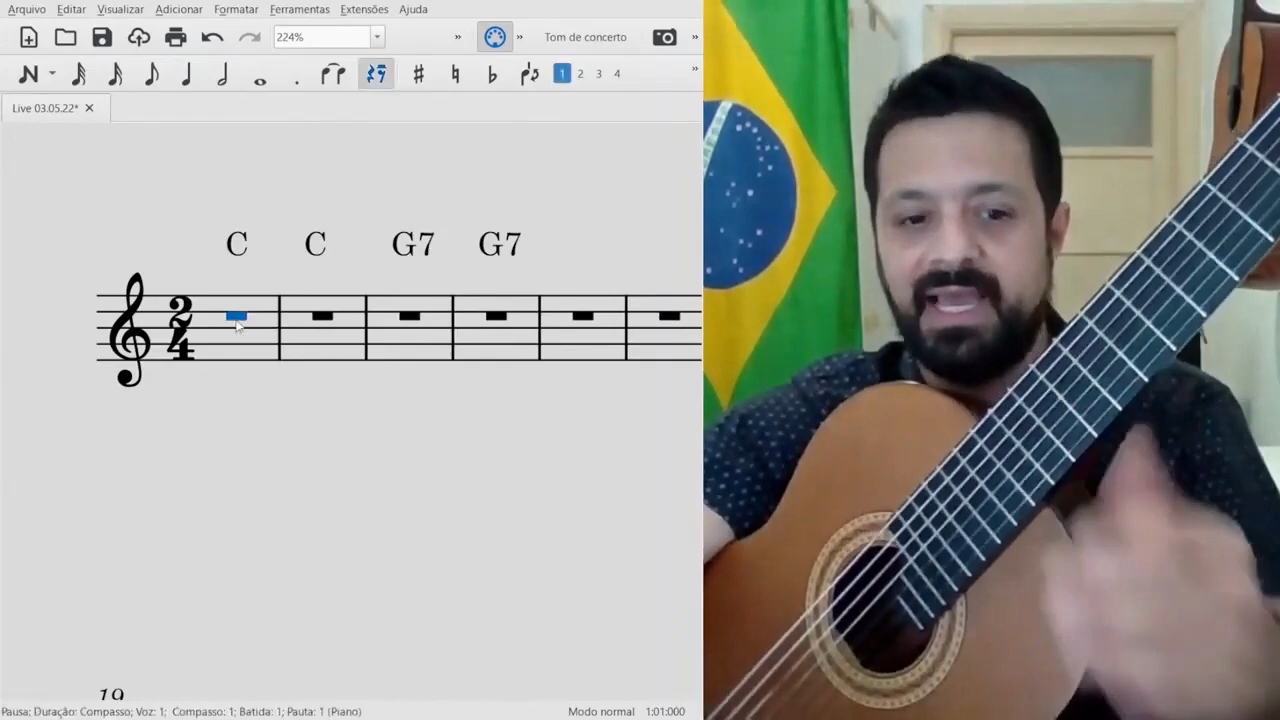 Arquivo Editar Visualizar Adicionar Formatar Ferramentas Extensões Ajuda
224% » » Tom de concerto »
1 2 3 4 »
Live 03.05.22* ✕
C C G7 G7
2
4
19
Pausa; Duração: Compasso; Voz: 1; Compasso: 1; Batida: 1; Pauta: 1 (Piano) Modo normal 1:01:000